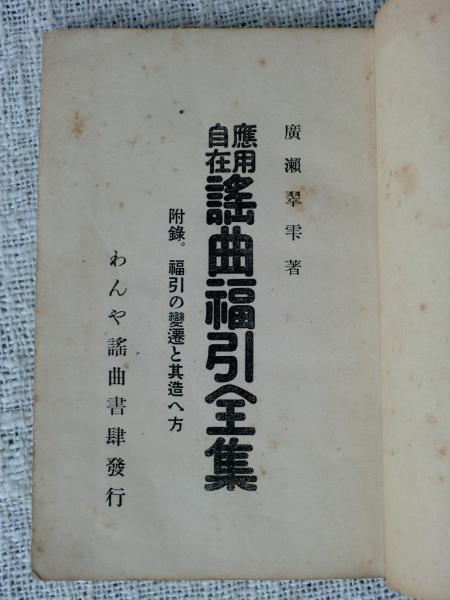 廣瀨翠雫著
應用自在謠曲福引全集
附錄。福引の變遷と其造へ方
わんや謠曲書肆發行